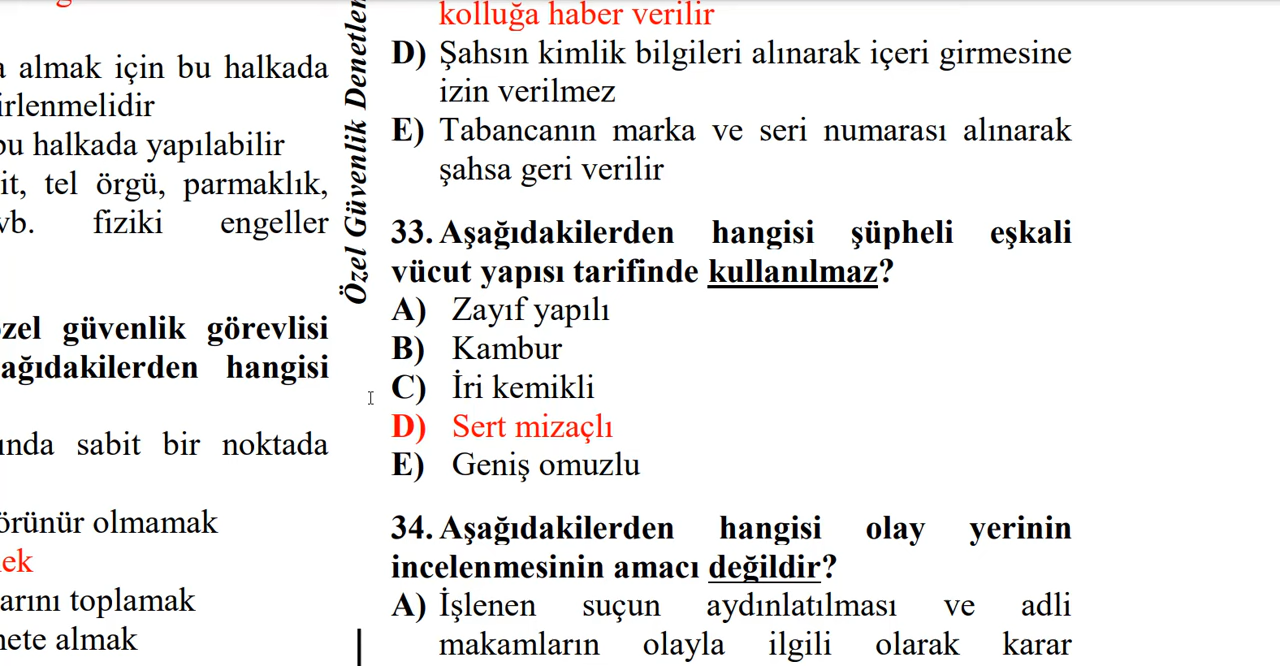 a almak için bu halkada
irlenmelidir
bu halkada yapılabilir
it, tel örgü, parmaklık,
vb. fiziki engeller
özel güvenlik görevlisi
şağıdakilerden hangisi
ında sabit bir noktada
örünür olmamak
ek
arını toplamak
nete almak
Özel Güvenlik Denetlem
kolluğa haber verilir
D) Şahsın kimlik bilgileri alınarak içeri girmesine
izin verilmez
E) Tabancanın marka ve seri numarası alınarak
şahsa geri verilir
33. Aşağıdakilerden hangisi şüpheli eşkali
vücut yapısı tarifinde kullanılmaz?
A) Zayıf yapılı
B) Kambur
C) İri kemikli
D) Sert mizaçlı
E) Geniş omuzlu
34. Aşağıdakilerden hangisi olay yerinin
incelenmesinin amacı değildir?
A) İşlenen suçun aydınlatılması ve adli
makamların olayla ilgili olarak karar